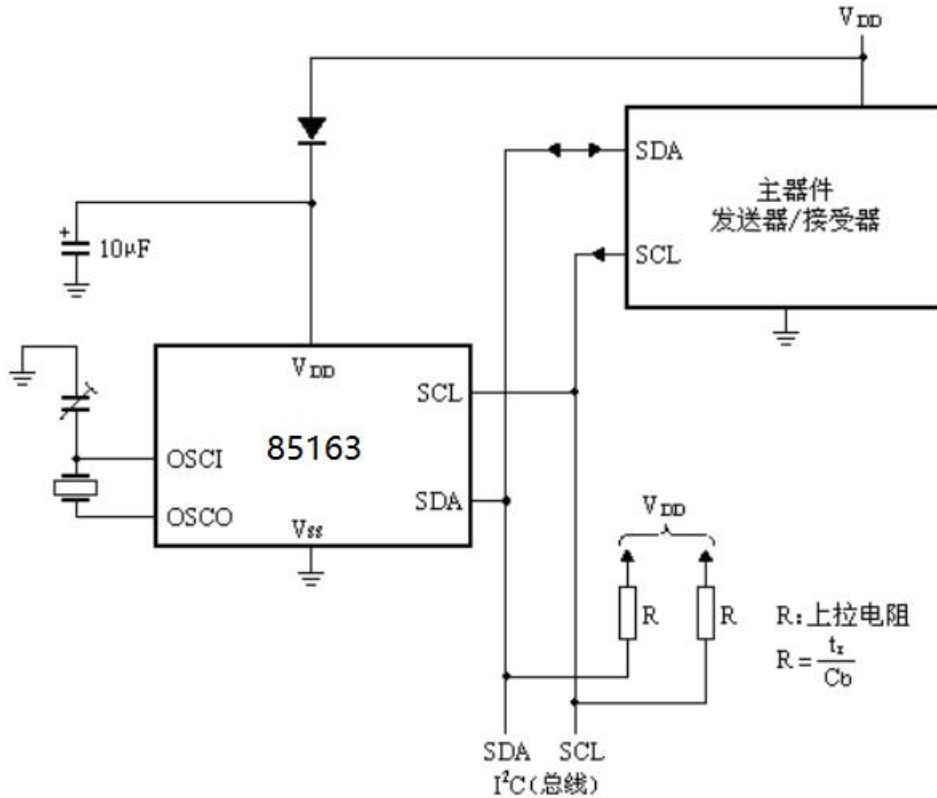 VDD
SDA
主器件
发送器/接受器
SCL
+
10μF
VDD
SCL
85163
OSCI
OSCO
SDA
VSS
VDD
R
R
R:上拉电阻
R=tr/Cb
SDA SCL
I²C(总线)